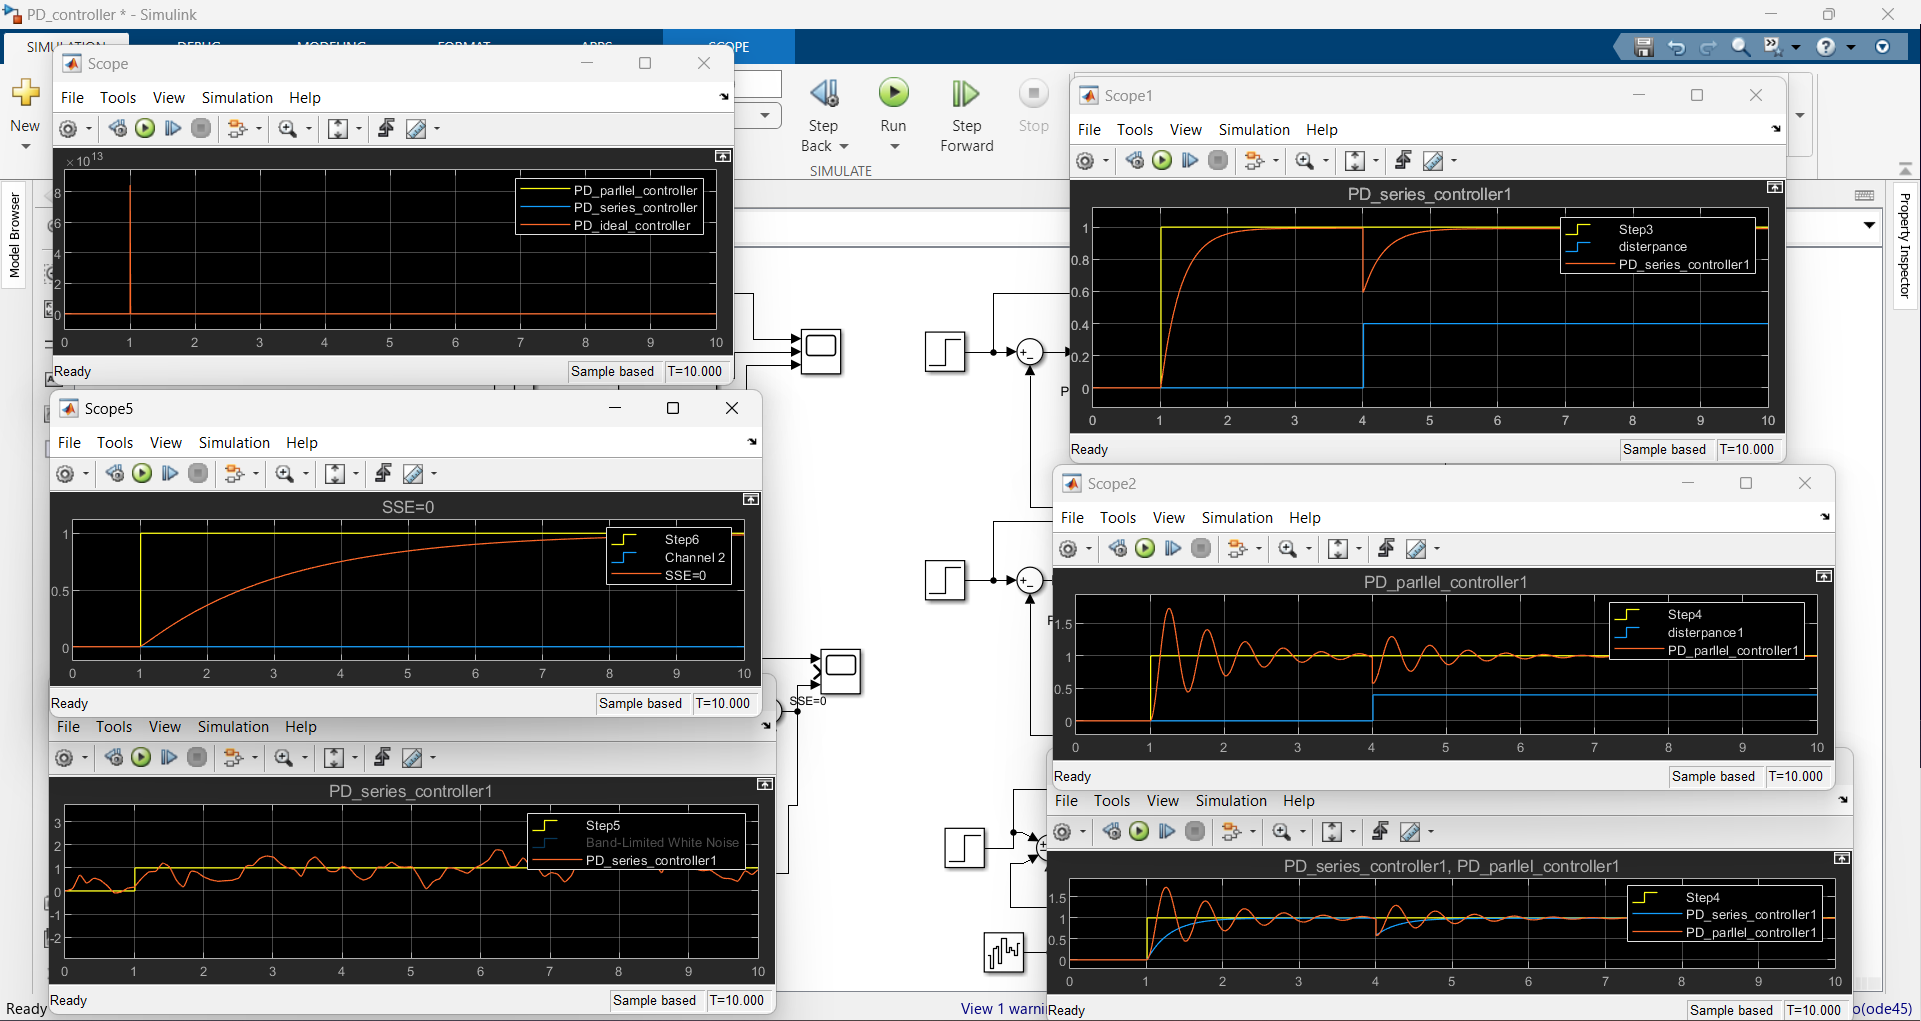 PD_controller * - Simulink
SIMULATION DEBUG MODELING FORMAT APPS SCOPE
New
Step Back
Run
Step Forward
Stop
SIMULATE
Model Browser
Property Inspector
Scope
File Tools View Simulation Help
×10 13
PD_parllel_controller
PD_series_controller
PD_ideal_controller
8
6
4
2
0
0 1 2 3 4 5 6 7 8 9 10
Ready Sample based T=10.000
Scope1
File Tools View Simulation Help
PD_series_controller1
Step3
disterpance
PD_series_controller1
1
0.8
0.6
0.4
0.2
0
0 1 2 3 4 5 6 7 8 9 10
Ready Sample based T=10.000
Scope5
File Tools View Simulation Help
SSE=0
Step6
Channel 2
SSE=0
1
0.5
0
0 1 2 3 4 5 6 7 8 9 10
Ready Sample based T=10.000
SSE=0
Scope2
File Tools View Simulation Help
PD_parllel_controller1
Step4
disterpance1
PD_parllel_controller1
1.5
1
0.5
0
0 1 2 3 4 5 6 7 8 9 10
Ready Sample based T=10.000
File Tools View Simulation Help
PD_series_controller1
Step5
Band-Limited White Noise
PD_series_controller1
3
2
1
0
-1
-2
0 1 2 3 4 5 6 7 8 9 10
Ready Sample based T=10.000
File Tools View Simulation Help
PD_series_controller1, PD_parllel_controller1
Step4
PD_series_controller1
PD_parllel_controller1
1.5
1
0.5
0
0 1 2 3 4 5 6 7 8 9 10
Ready Sample based T=10.000
Ready
View 1 warni
o(ode45)